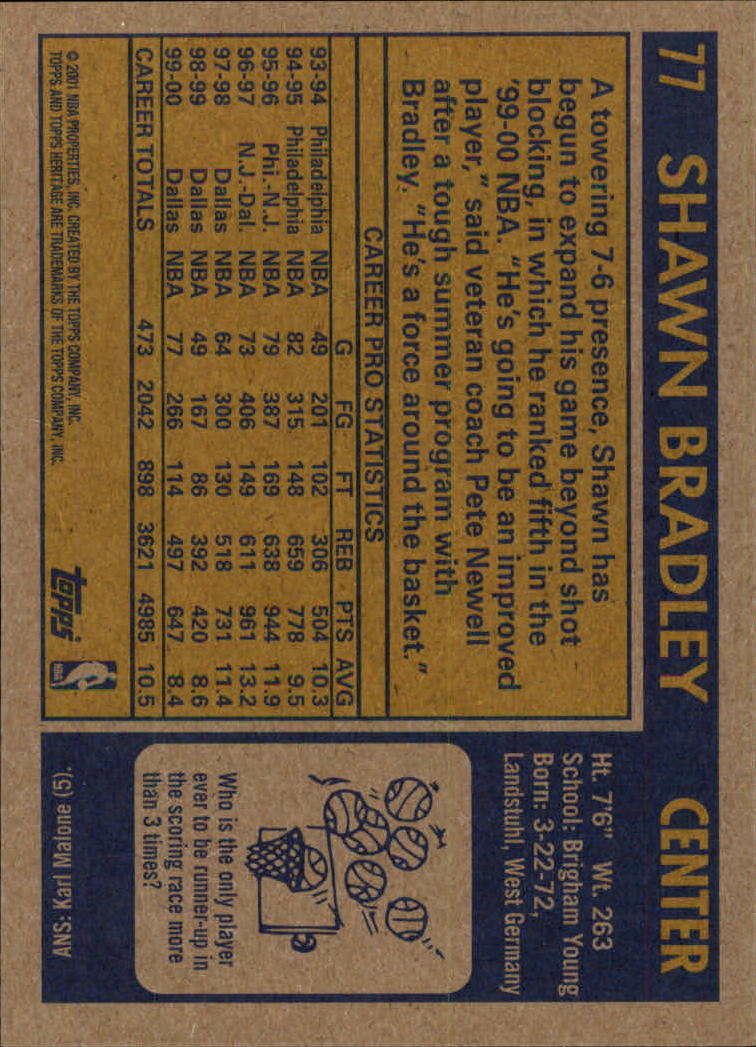 77 SHAWN BRADLEY CENTER
A towering 7-6 presence, Shawn has
begun to expand his game beyond shot
blocking, in which he ranked fifth in the
'99-00 NBA. "He's going to be an improved
player," said veteran coach Pete Newell
after a tough summer program with
Bradley. "He's a force around the basket."
CAREER PRO STATISTICS
G FG FT REB PTS AVG
93-94 Philadelphia NBA 49 201 102 306 504 10.3
94-95 Philadelphia NBA 82 315 148 659 778 9.5
95-96 Phi.-N.J. NBA 79 387 169 638 944 11.9
96-97 N.J.-Dal. NBA 73 406 149 611 961 13.2
97-98 Dallas NBA 64 300 130 518 731 11.4
98-99 Dallas NBA 49 167 86 392 420 8.6
99-00 Dallas NBA 77 266 114 497 647 8.4
CAREER TOTALS 473 2042 898 3621 4985 10.5
© 2001 NBA PROPERTIES, INC. CREATED BY THE TOPPS COMPANY, INC.
TOPPS AND TOPPS HERITAGE ARE TRADEMARKS OF THE TOPPS COMPANY, INC.
topps
NBA
Ht. 7'6" Wt. 263
School: Brigham Young
Born: 3-22-72,
Landstuhl, West Germany
Who is the only player
ever to be runner-up in
the scoring race more
than 3 times?
ANS: Karl Malone (5).